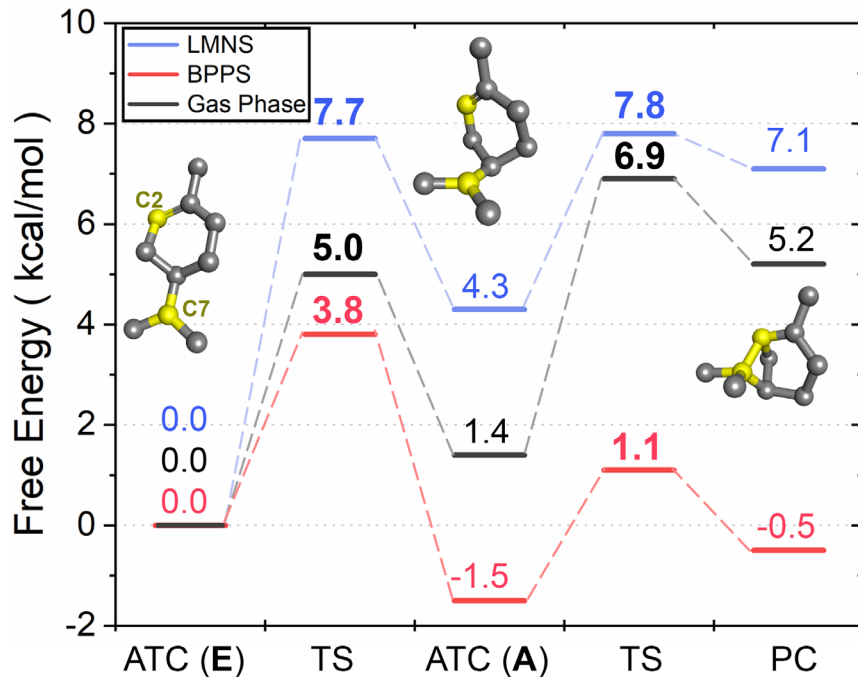 10
8
6
4
2
0
-2
Free Energy ( kcal/mol)
LMNS
BPPS
Gas Phase
C2
C7
0.0
0.0
0.0
7.7
5.0
3.8
4.3
1.4
-1.5
7.8
6.9
1.1
7.1
5.2
-0.5
ATC (E)
TS
ATC (A)
TS
PC